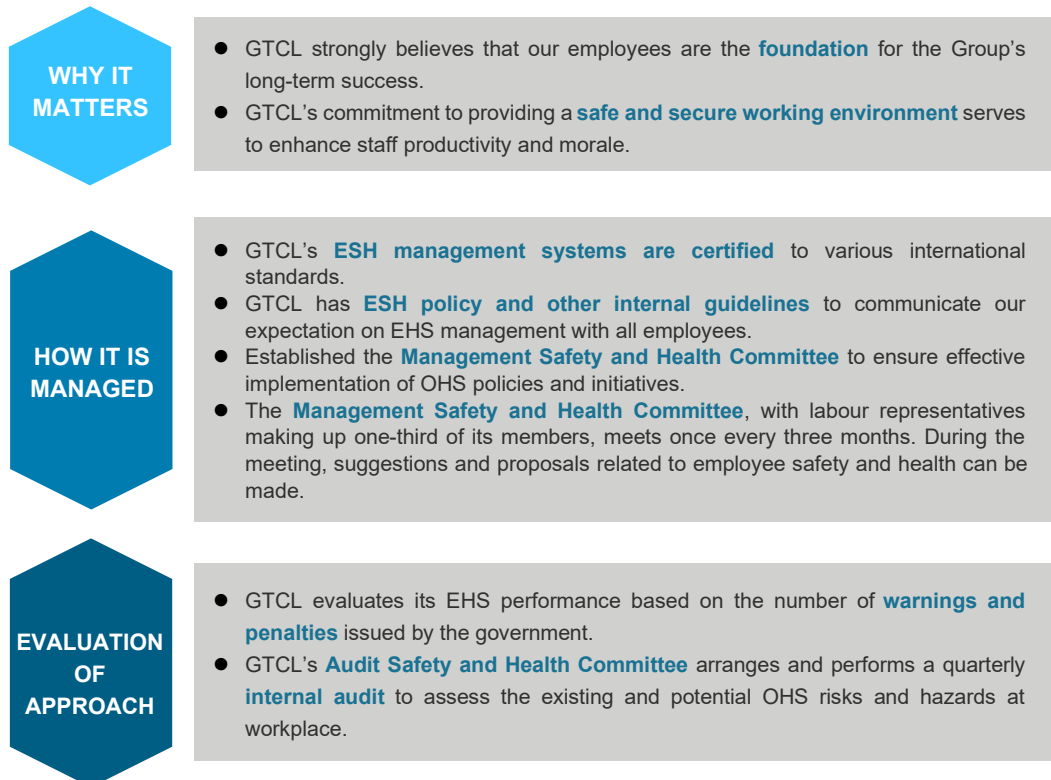 WHY IT
MATTERS
● GTCL strongly believes that our employees are the foundation for the Group's
long-term success.
● GTCL's commitment to providing a safe and secure working environment serves
to enhance staff productivity and morale.
HOW IT IS
MANAGED
● GTCL's ESH management systems are certified to various international
standards.
● GTCL has ESH policy and other internal guidelines to communicate our
expectation on EHS management with all employees.
● Established the Management Safety and Health Committee to ensure effective
implementation of OHS policies and initiatives.
● The Management Safety and Health Committee, with labour representatives
making up one-third of its members, meets once every three months. During the
meeting, suggestions and proposals related to employee safety and health can be
made.
EVALUATION
OF
APPROACH
● GTCL evaluates its EHS performance based on the number of warnings and
penalties issued by the government.
● GTCL's Audit Safety and Health Committee arranges and performs a quarterly
internal audit to assess the existing and potential OHS risks and hazards at
workplace.